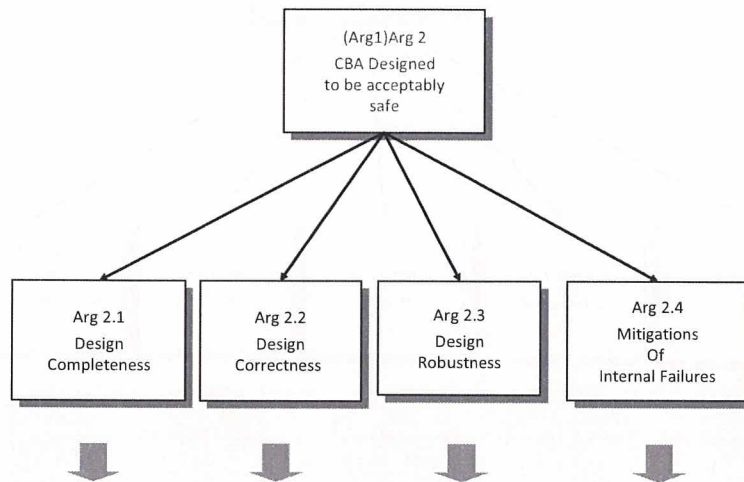 (Arg1)Arg 2
CBA Designed
to be acceptably
safe
Arg 2.1
Design
Completeness
Arg 2.2
Design
Correctness
Arg 2.3
Design
Robustness
Arg 2.4
Mitigations
Of
Internal Failures